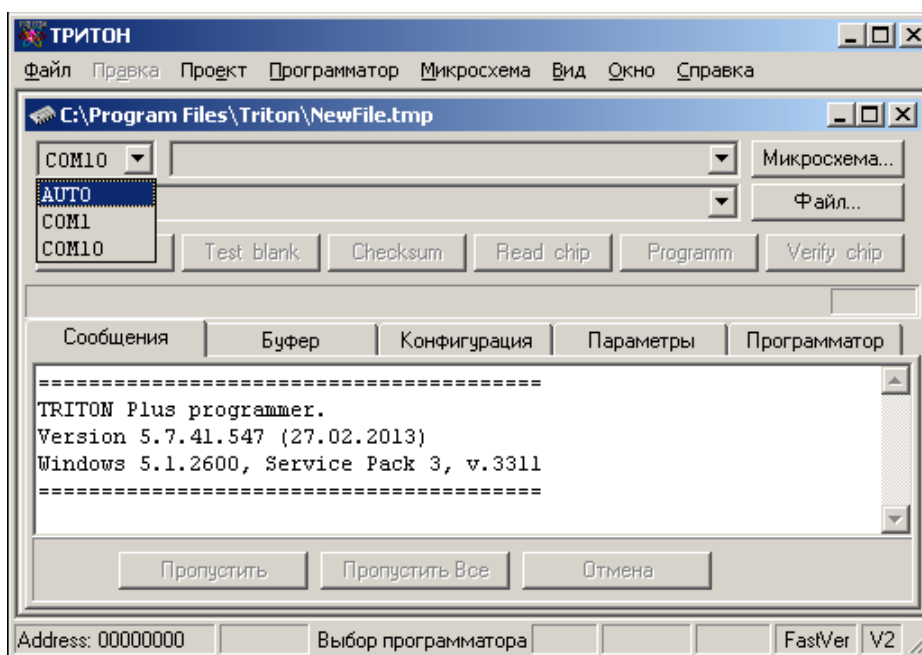 ТРИТОН
Файл Правка Проект Программатор Микросхема Вид Окно Справка
C:\Program Files\Triton\NewFile.tmp
COM10 Микросхема...
AUTO Файл...
COM1
COM10 Test blank Checksum Read chip Programm Verify chip
Сообщения Буфер Конфигурация Параметры Программатор
========================================
TRITON Plus programmer.
Version 5.7.41.547 (27.02.2013)
Windows 5.1.2600, Service Pack 3, v.3311
========================================
Пропустить Пропустить Все Отмена
Address: 00000000 Выбор программатора FastVer V2